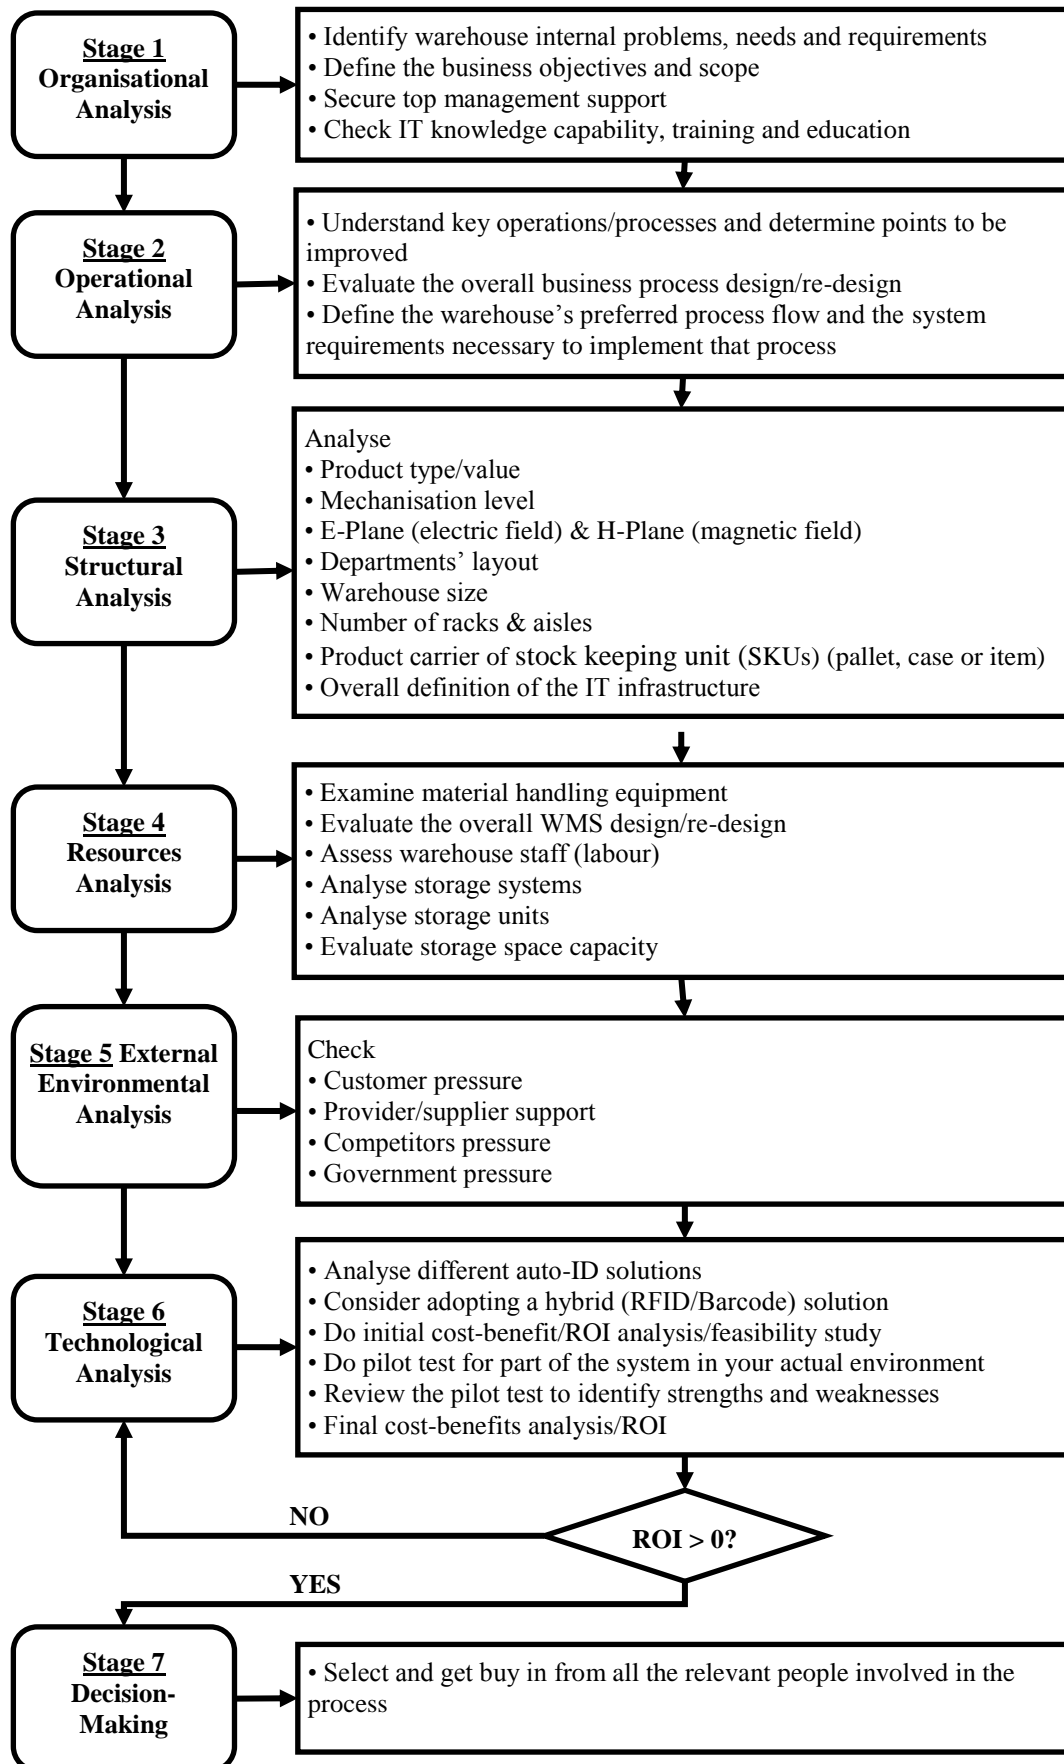 Stage 1
Organisational
Analysis
• Identify warehouse internal problems, needs and requirements
• Define the business objectives and scope
• Secure top management support
• Check IT knowledge capability, training and education
Stage 2
Operational
Analysis
• Understand key operations/processes and determine points to be
improved
• Evaluate the overall business process design/re-design
• Define the warehouse’s preferred process flow and the system
requirements necessary to implement that process
Stage 3
Structural
Analysis
Analyse
• Product type/value
• Mechanisation level
• E-Plane (electric field) & H-Plane (magnetic field)
• Departments’ layout
• Warehouse size
• Number of racks & aisles
• Product carrier of stock keeping unit (SKUs) (pallet, case or item)
• Overall definition of the IT infrastructure
Stage 4
Resources
Analysis
• Examine material handling equipment
• Evaluate the overall WMS design/re-design
• Assess warehouse staff (labour)
• Analyse storage systems
• Analyse storage units
• Evaluate storage space capacity
Stage 5 External
Environmental
Analysis
Check
• Customer pressure
• Provider/supplier support
• Competitors pressure
• Government pressure
Stage 6
Technological
Analysis
• Analyse different auto-ID solutions
• Consider adopting a hybrid (RFID/Barcode) solution
• Do initial cost-benefit/ROI analysis/feasibility study
• Do pilot test for part of the system in your actual environment
• Review the pilot test to identify strengths and weaknesses
• Final cost-benefits analysis/ROI
NO
ROI > 0?
YES
Stage 7
Decision-
Making
• Select and get buy in from all the relevant people involved in the
process